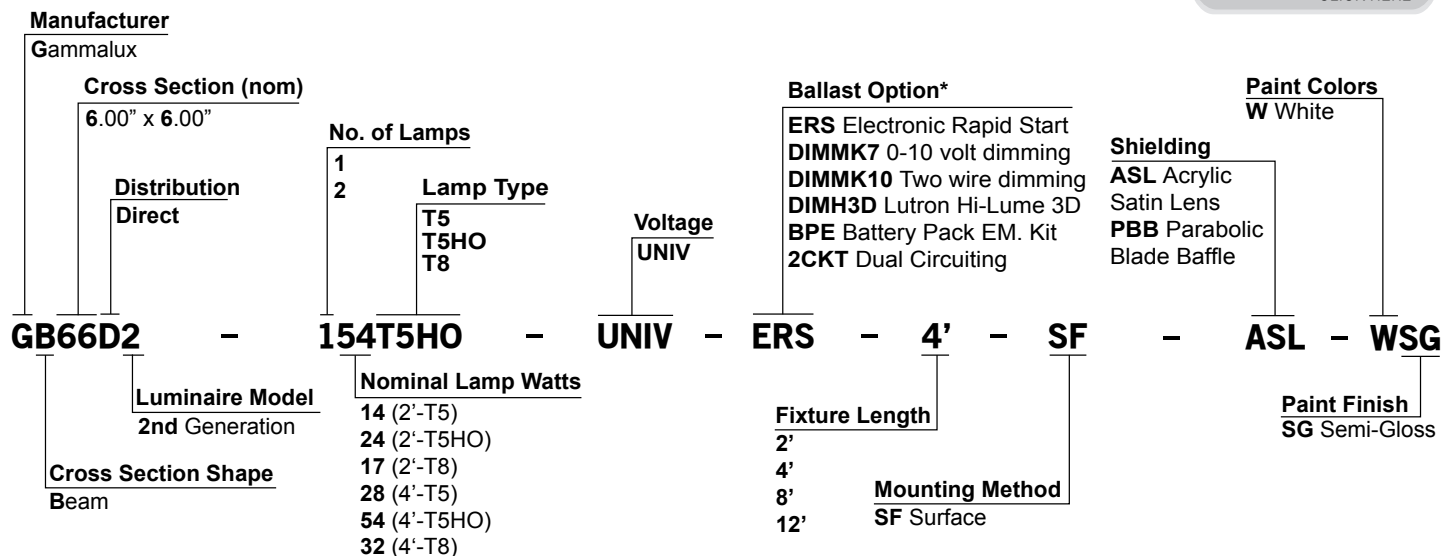 Manufacturer
Gammalux
Cross Section (nom)
6.00” x 6.00”
Distribution
Direct
No. of Lamps
1
2
Lamp Type
T5
T5HO
T8
Voltage
UNIV
Ballast Option*
ERS Electronic Rapid Start
DIMMK7 0-10 volt dimming
DIMMK10 Two wire dimming
DIMH3D Lutron Hi-Lume 3D
BPE Battery Pack EM. Kit
2CKT Dual Circuiting
Shielding
ASL Acrylic
Satin Lens
PBB Parabolic
Blade Baffle
Paint Colors
W White
GB66D2 – 154T5HO – UNIV – ERS – 4’ – SF – ASL – WSG
Cross Section Shape
Beam
Luminaire Model
2nd Generation
Nominal Lamp Watts
14 (2’-T5)
24 (2’-T5HO)
17 (2‘-T8)
28 (4’-T5)
54 (4’-T5HO)
32 (4‘-T8)
Fixture Length
2’
4’
8’
12’
Mounting Method
SF Surface
Paint Finish
SG Semi-Gloss